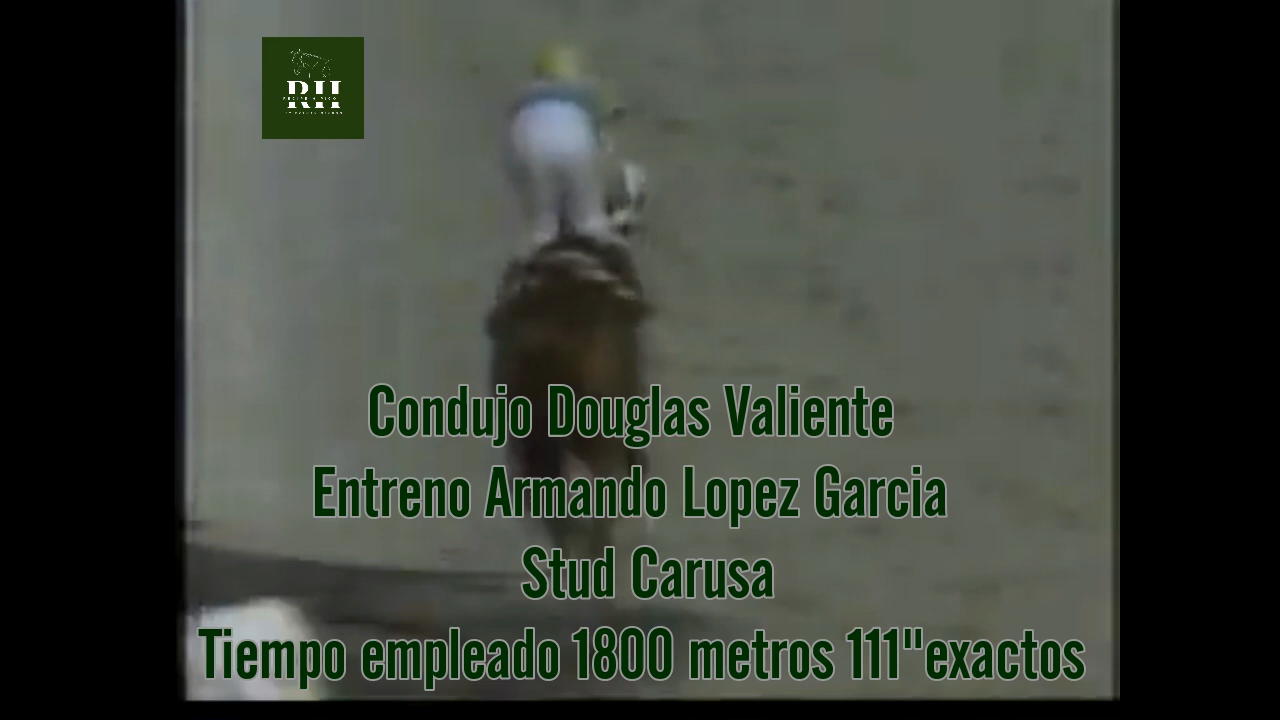 RH
Condujo Douglas Valiente
Entreno Armando Lopez Garcia
Stud Carusa
Tiempo empleado 1800 metros 111"exactos